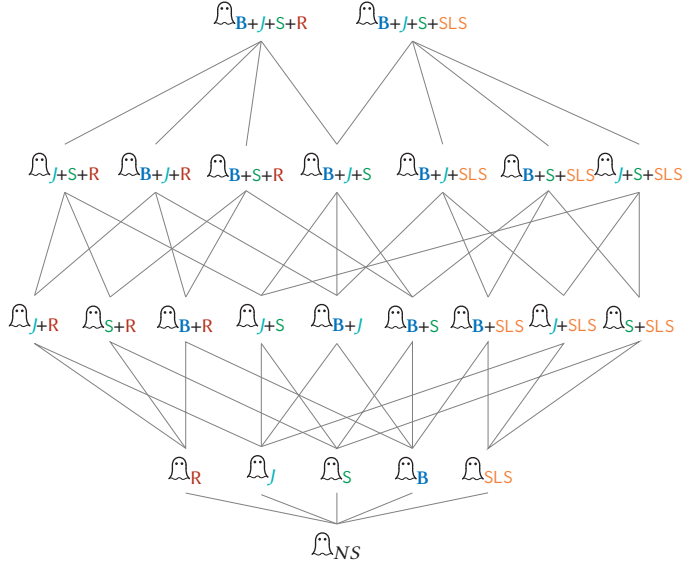 B+J+S+R B+J+S+SLS
J+S+R B+J+R B+S+R B+J+S B+J+SLS B+S+SLS J+S+SLS
J+R S+R B+R J+S B+J B+S B+SLS J+SLS S+SLS
R J S B SLS
NS